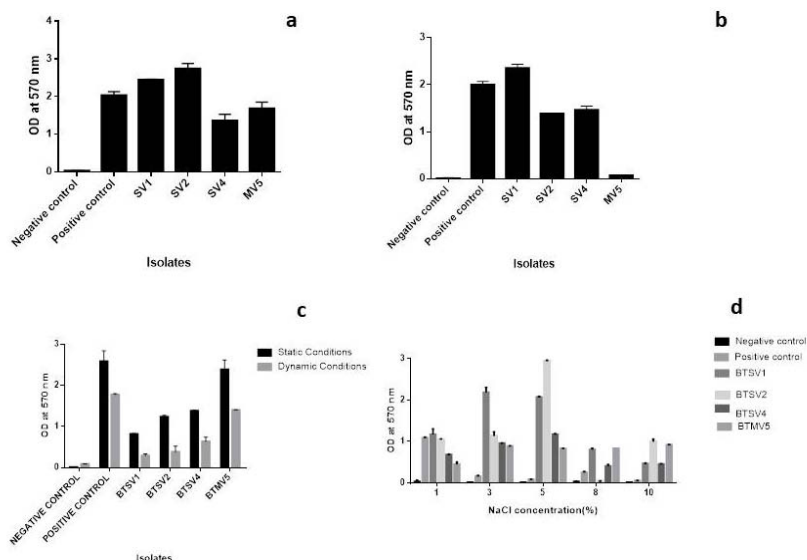 a
4
3
2
1
0
OD at 570 nm
Negative control
Positive control
SV1
SV2
SV4
MV5
Isolates
b
3
2
1
0
OD at 570 nm
Negative control
Positive control
SV1
SV2
SV4
MV5
Isolates
c
3
2
1
0
OD at 570 nm
NEGATIVE CONTROL
POSITIVE CONTROL
BTSV1
BTSV2
BTSV4
BTMV5
Isolates
Static Conditions
Dynamic Conditions
d
3
2
1
0
OD at 570 nm
1
3
5
8
10
NaCl concentration(%)
Negative control
Positive control
BTSV1
BTSV2
BTSV4
BTMV5